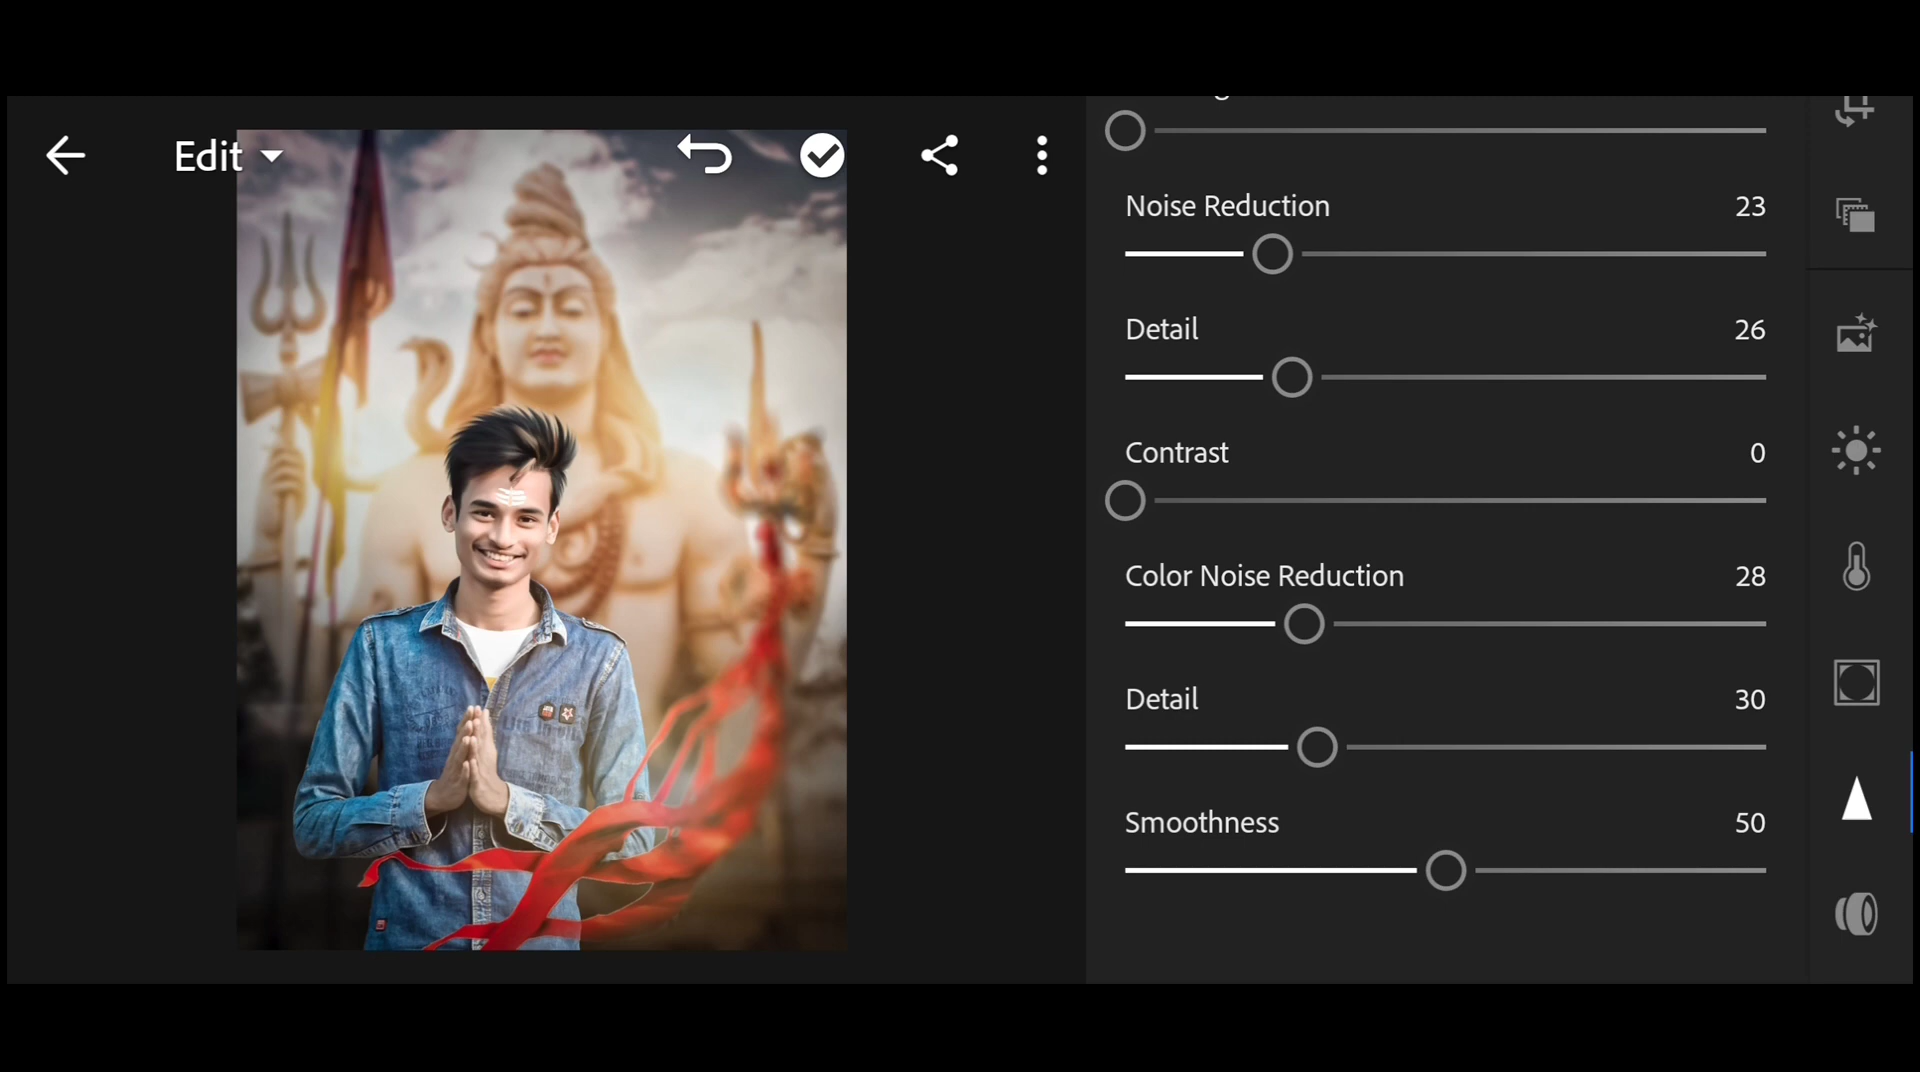 Edit
Noise Reduction 23
Detail 26
Contrast 0
Color Noise Reduction 28
Detail 30
Smoothness 50